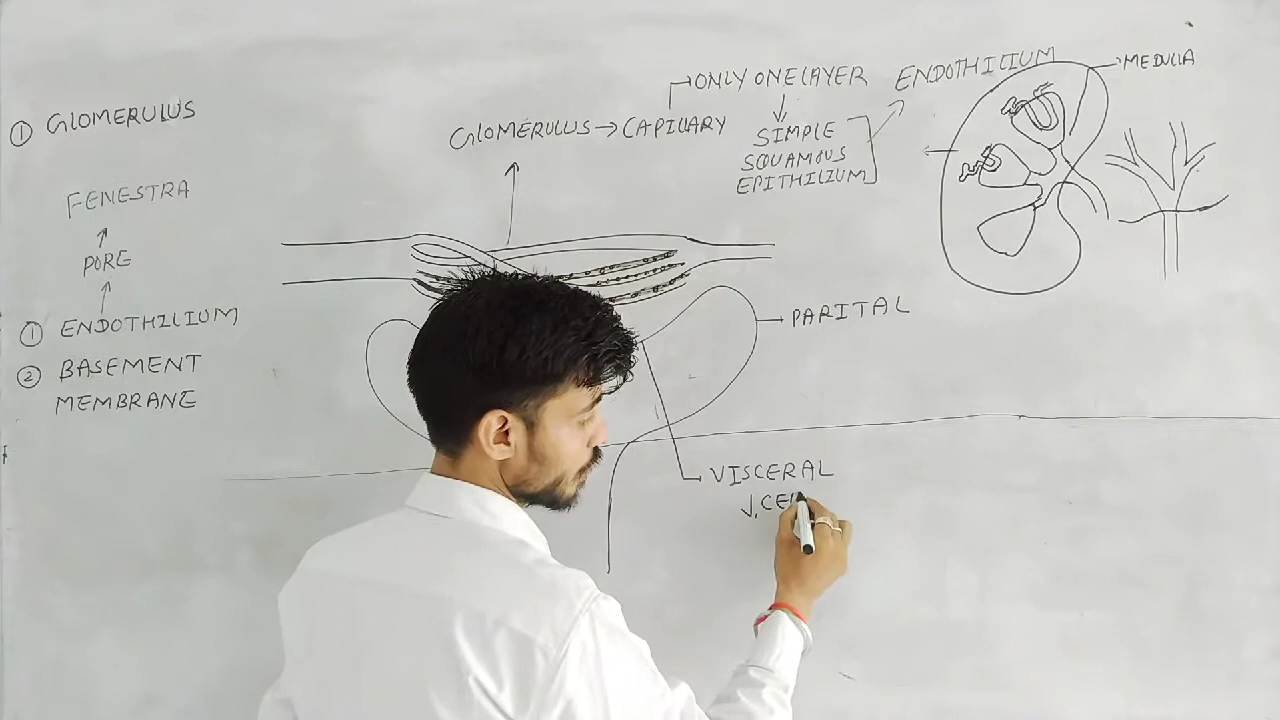 ① GLOMERULUS
FENESTRA
PORE
① ENDOTHILIUM
② BASEMENT
MEMBRANE
GLOMERULUS → CAPILLARY
ONLY ONE LAYER
SIMPLE
SQUAMOUS
EPITHILIUM
ENDOTHILIUM
MEDULLA
PARITAL
VISCERAL